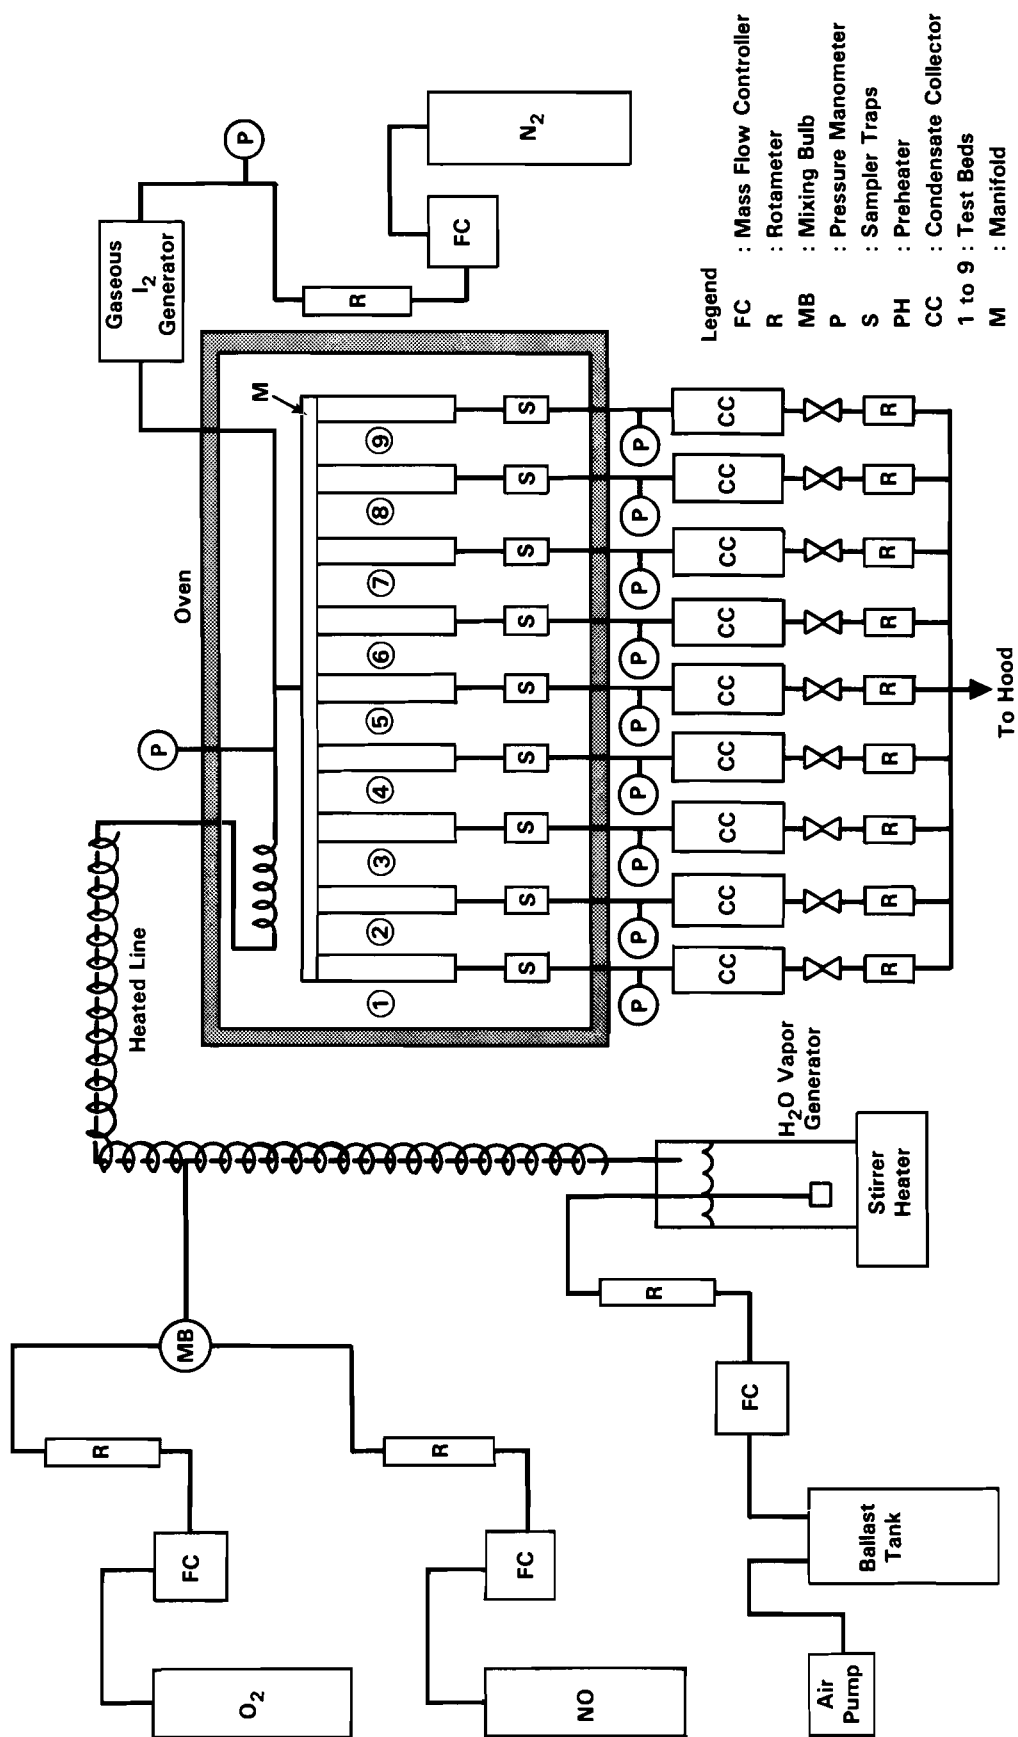 O2
FC
R
MB
NO
FC
R
Air
Pump
Ballast
Tank
FC
R
H2O Vapor
Generator
Stirrer
Heater
Heated Line
P
Oven
Gaseous
I2
Generator
P
R
FC
N2
M
1
2
3
4
5
6
7
8
9
S
S
S
S
S
S
S
S
S
P
P
P
P
P
P
P
P
P
CC
CC
CC
CC
CC
CC
CC
CC
CC
R
R
R
R
R
R
R
R
R
To Hood
Legend
FC : Mass Flow Controller
R : Rotameter
MB : Mixing Bulb
P : Pressure Manometer
S : Sampler Traps
PH : Preheater
CC : Condensate Collector
1 to 9 : Test Beds
M : Manifold